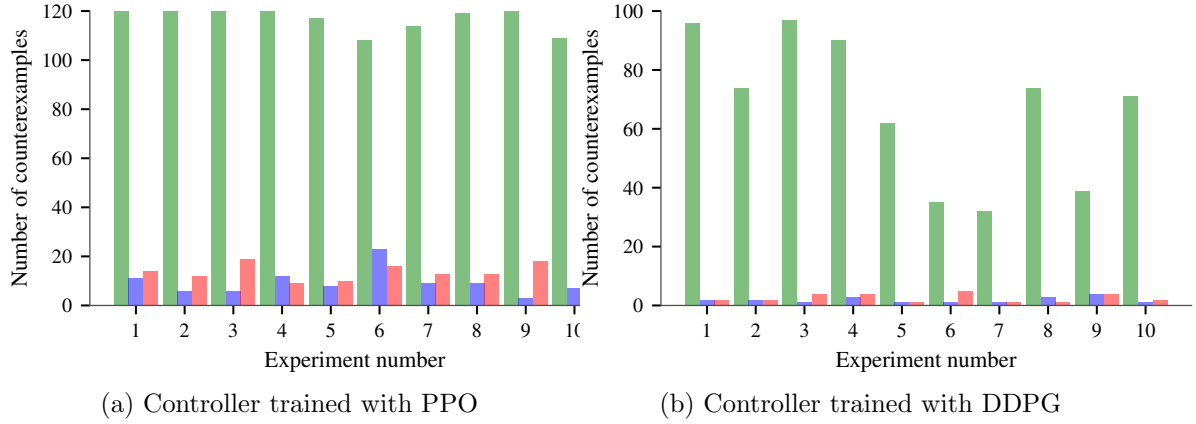 120
100
80
60
40
20
0
Number of counterexamples
1 2 3 4 5 6 7 8 9 10
Experiment number
(a) Controller trained with PPO
100
80
60
40
20
0
Number of counterexamples
1 2 3 4 5 6 7 8 9 10
Experiment number
(b) Controller trained with DDPG